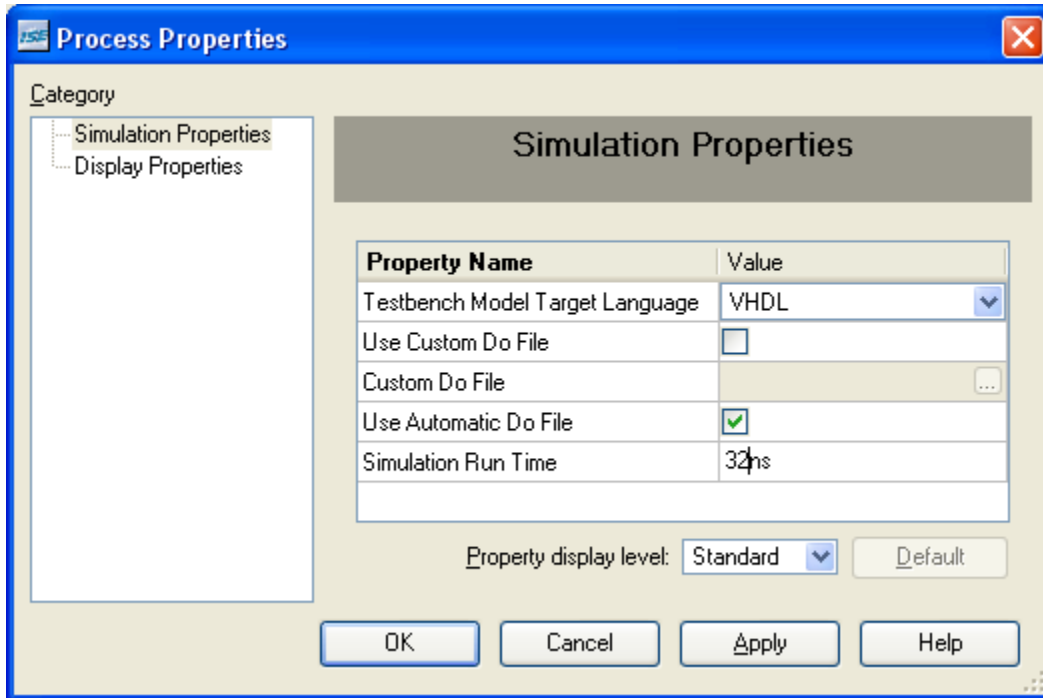 ISE Process Properties
Category
Simulation Properties
Display Properties
Simulation Properties
Property Name Value
Testbench Model Target Language VHDL
Use Custom Do File
Custom Do File ...
Use Automatic Do File
Simulation Run Time 32ns
Property display level: Standard Default
OK Cancel Apply Help